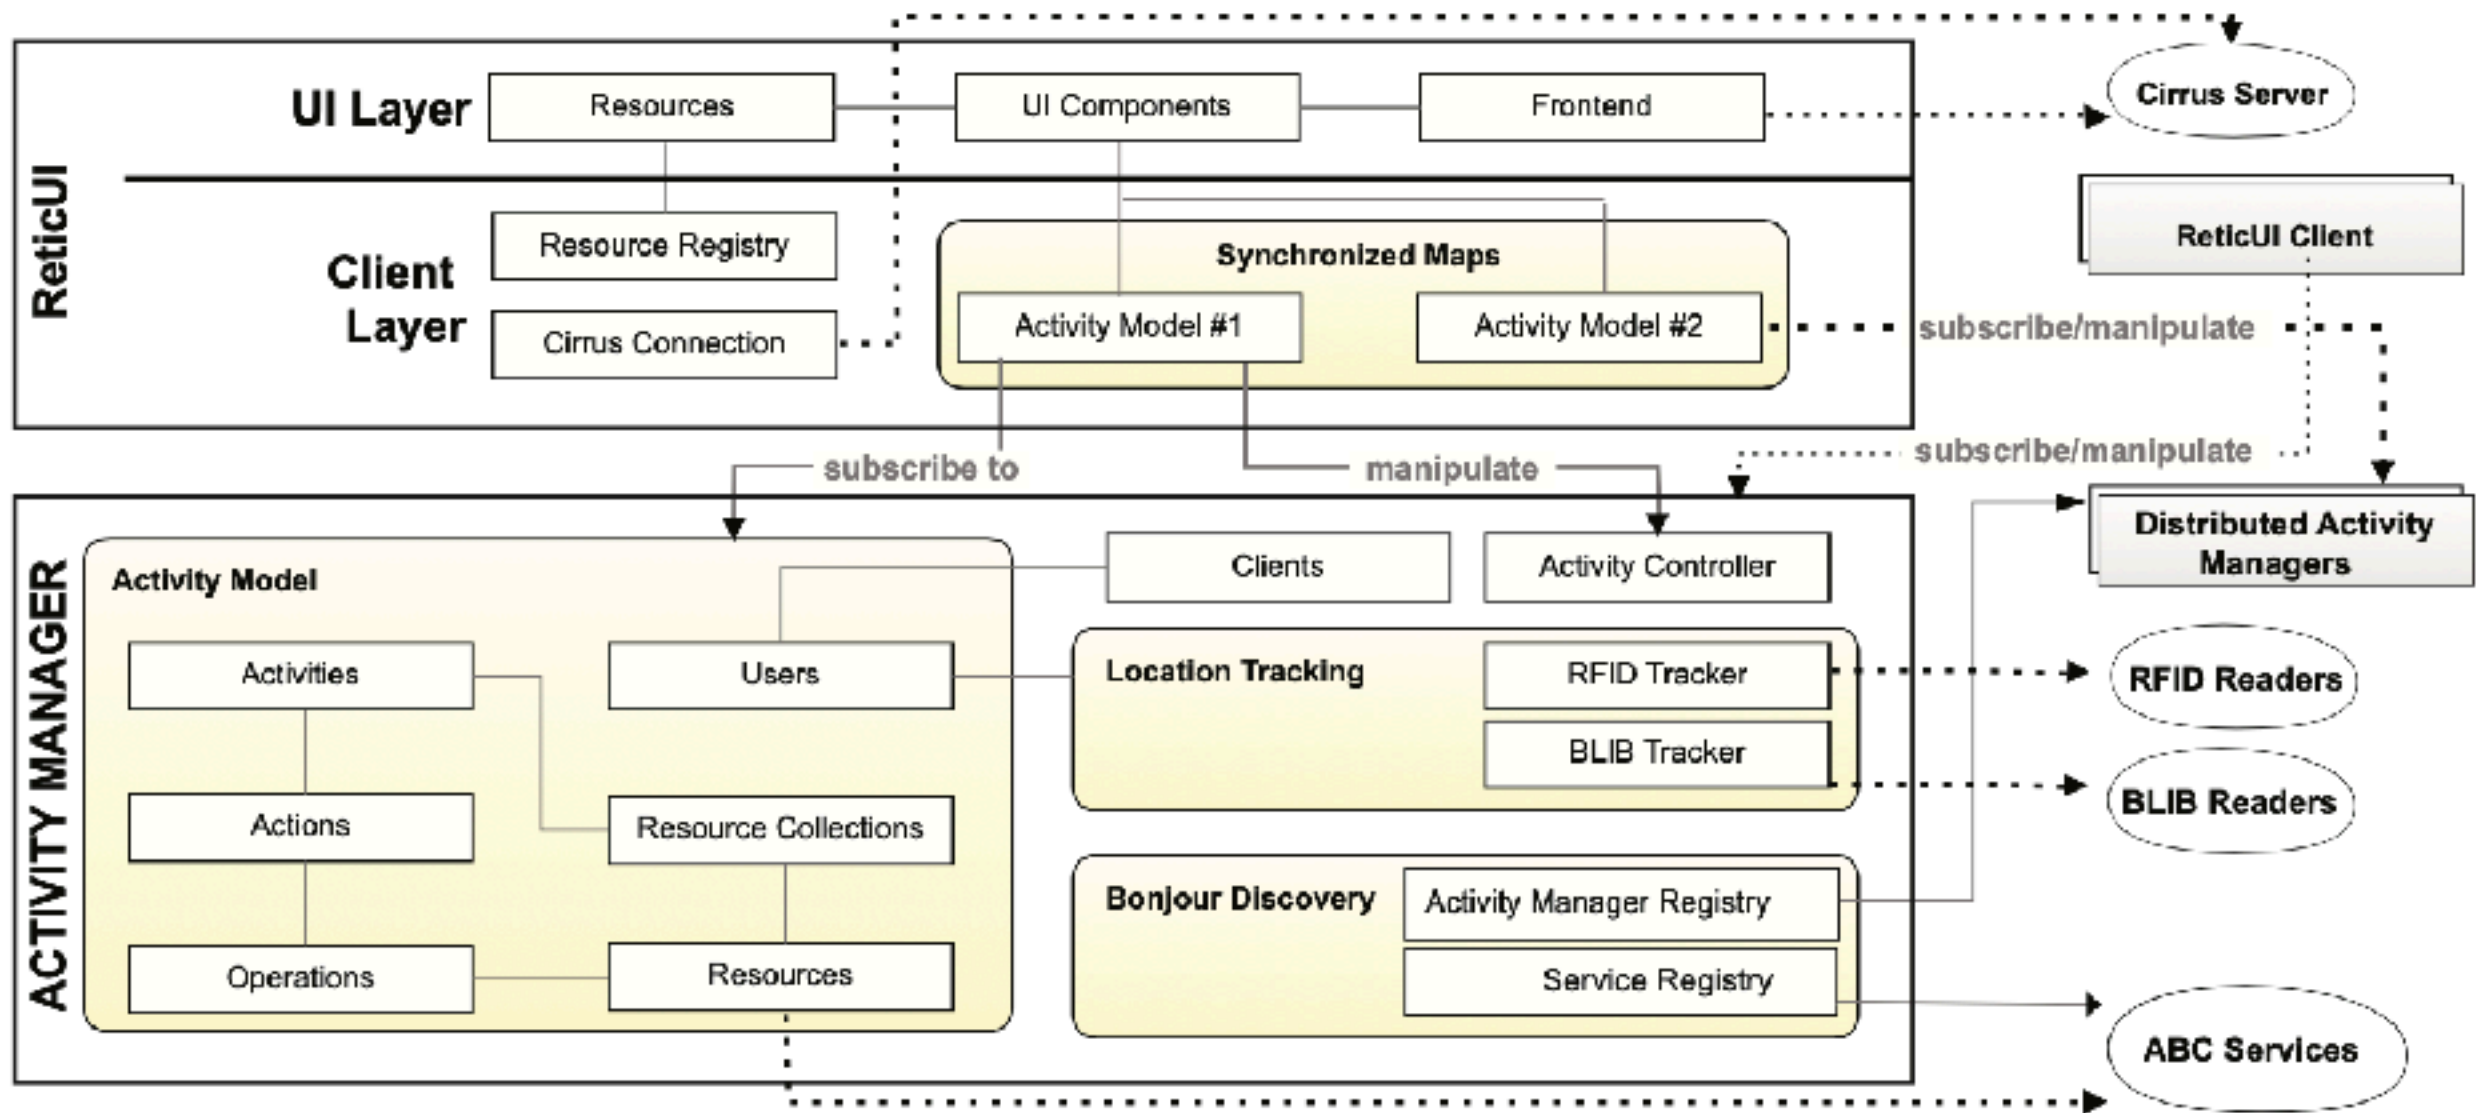 UI Layer
Resources
UI Components
Frontend
Cirrus Server
ReticUI
Client
Layer
Resource Registry
Cirrus Connection
Synchronized Maps
Activity Model #1
Activity Model #2
ReticUI Client
subscribe/manipulate
subscribe to
manipulate
subscribe/manipulate
ACTIVITY MANAGER
Activity Model
Clients
Activity Controller
Distributed Activity
Managers
Activities
Users
Location Tracking
RFID Tracker
RFID Readers
BLIB Tracker
BLIB Readers
Actions
Resource Collections
Bonjour Discovery
Activity Manager Registry
Operations
Resources
Service Registry
ABC Services